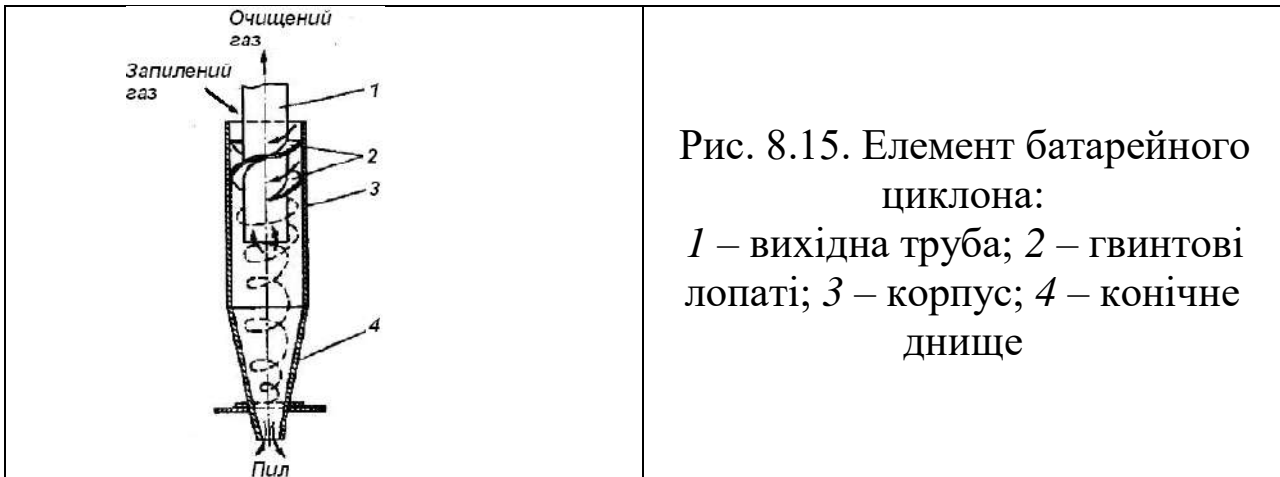 Очищений
газ
Запилений
газ
1
2
3
4
Пил
Рис. 8.15. Елемент батарейного
циклона:
1 – вихідна труба; 2 – гвинтові
лопаті; 3 – корпус; 4 – конічне
днище